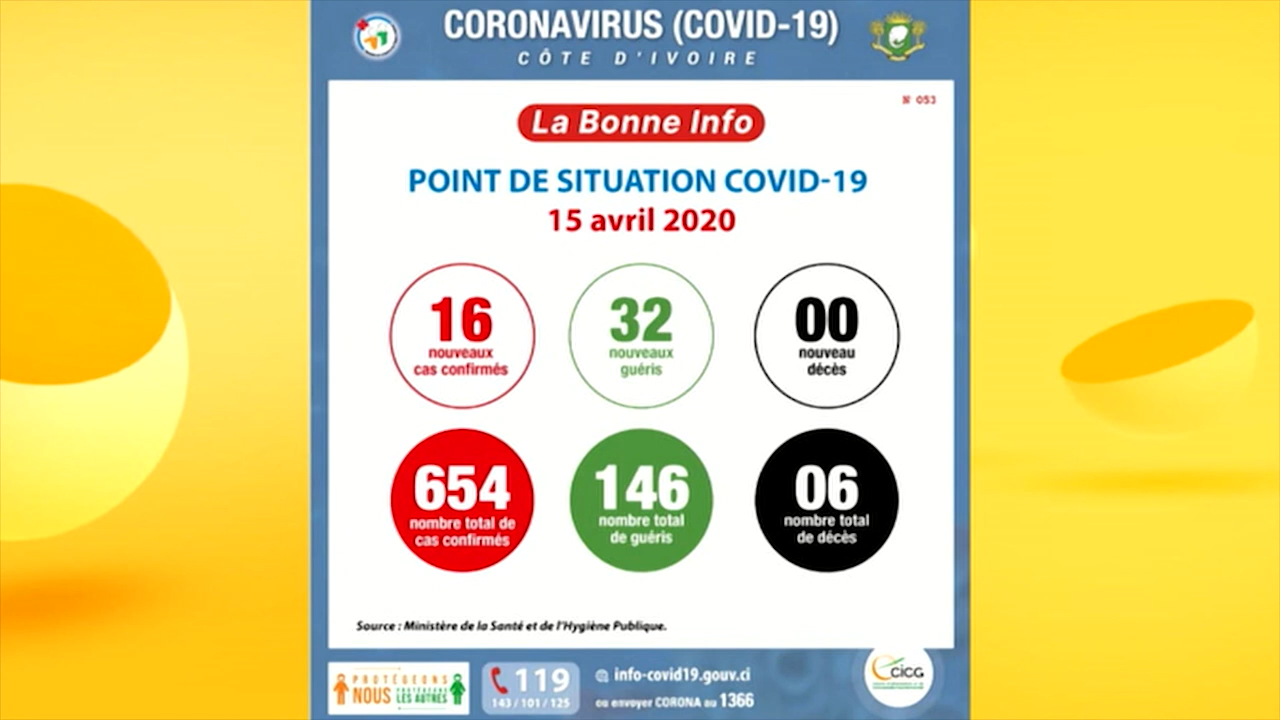 CORONAVIRUS (COVID-19)
CÔTE D'IVOIRE
N° 053
La Bonne Info
POINT DE SITUATION COVID-19
15 avril 2020
16
nouveaux
cas confirmés
32
nouveaux
guéris
00
nouveau
décès
654
nombre total de
cas confirmés
146
nombre total
de guéris
06
nombre total
de décès
Source : Ministère de la Santé et de l'Hygiène Publique.
PROTÉGEONS
NOUS
LES AUTRES
119
143 / 101 / 125
info-covid19.gouv.ci
ou envoyer CORONA au 1366
CICG